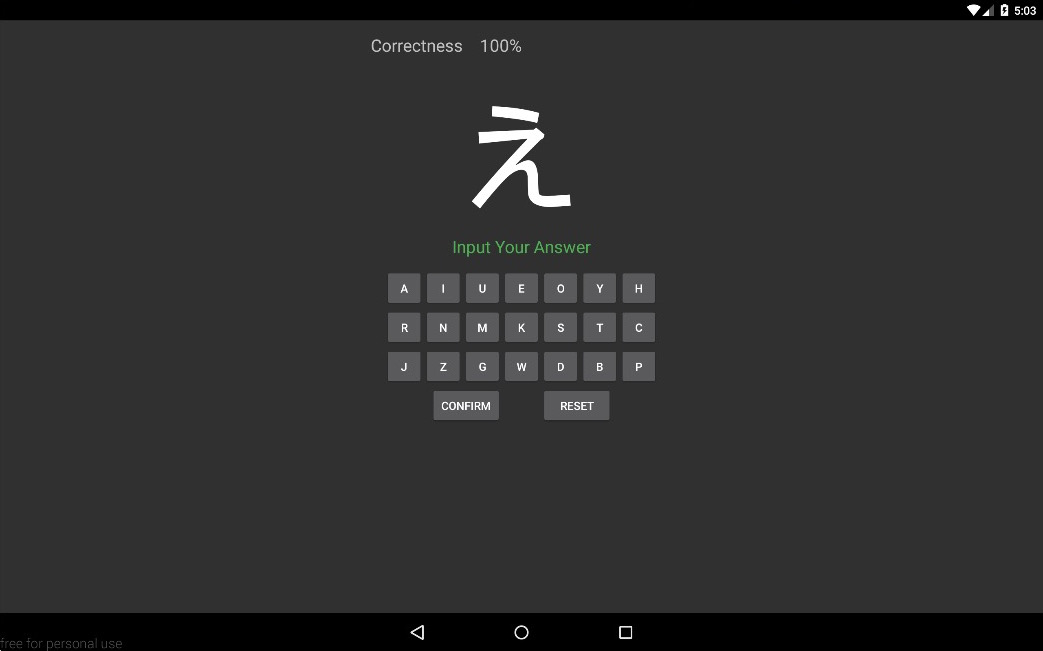 5:03
Correctness 100%
え
Input Your Answer
A I U E O Y H
R N M K S T C
J Z G W D B P
CONFIRM RESET
free for personal use